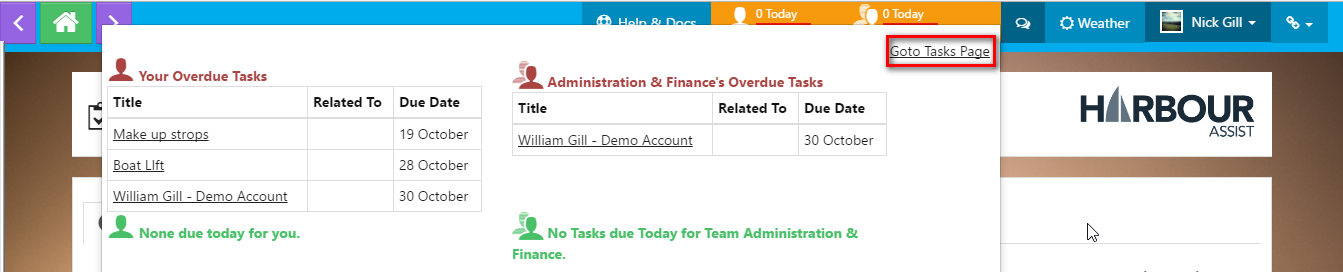 Help & Docs
0 Today
0 Today
Weather
Nick Gill
Goto Tasks Page
Your Overdue Tasks
Title Related To Due Date
Make up strops 19 October
Boat LIft 28 October
William Gill - Demo Account 30 October
None due today for you.
Administration & Finance's Overdue Tasks
Title Related To Due Date
William Gill - Demo Account 30 October
No Tasks due Today for Team Administration &
Finance.
HARBOUR
ASSIST